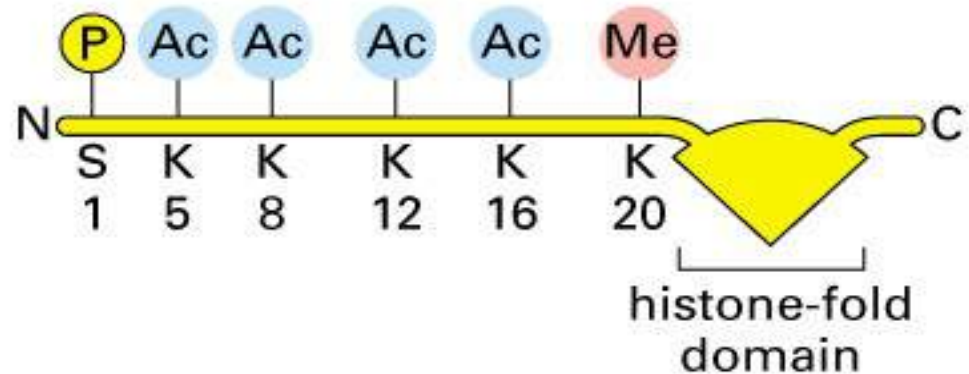 P Ac Ac Ac Ac Me
N C
S K K K K K
1 5 8 12 16 20
histone-fold
domain